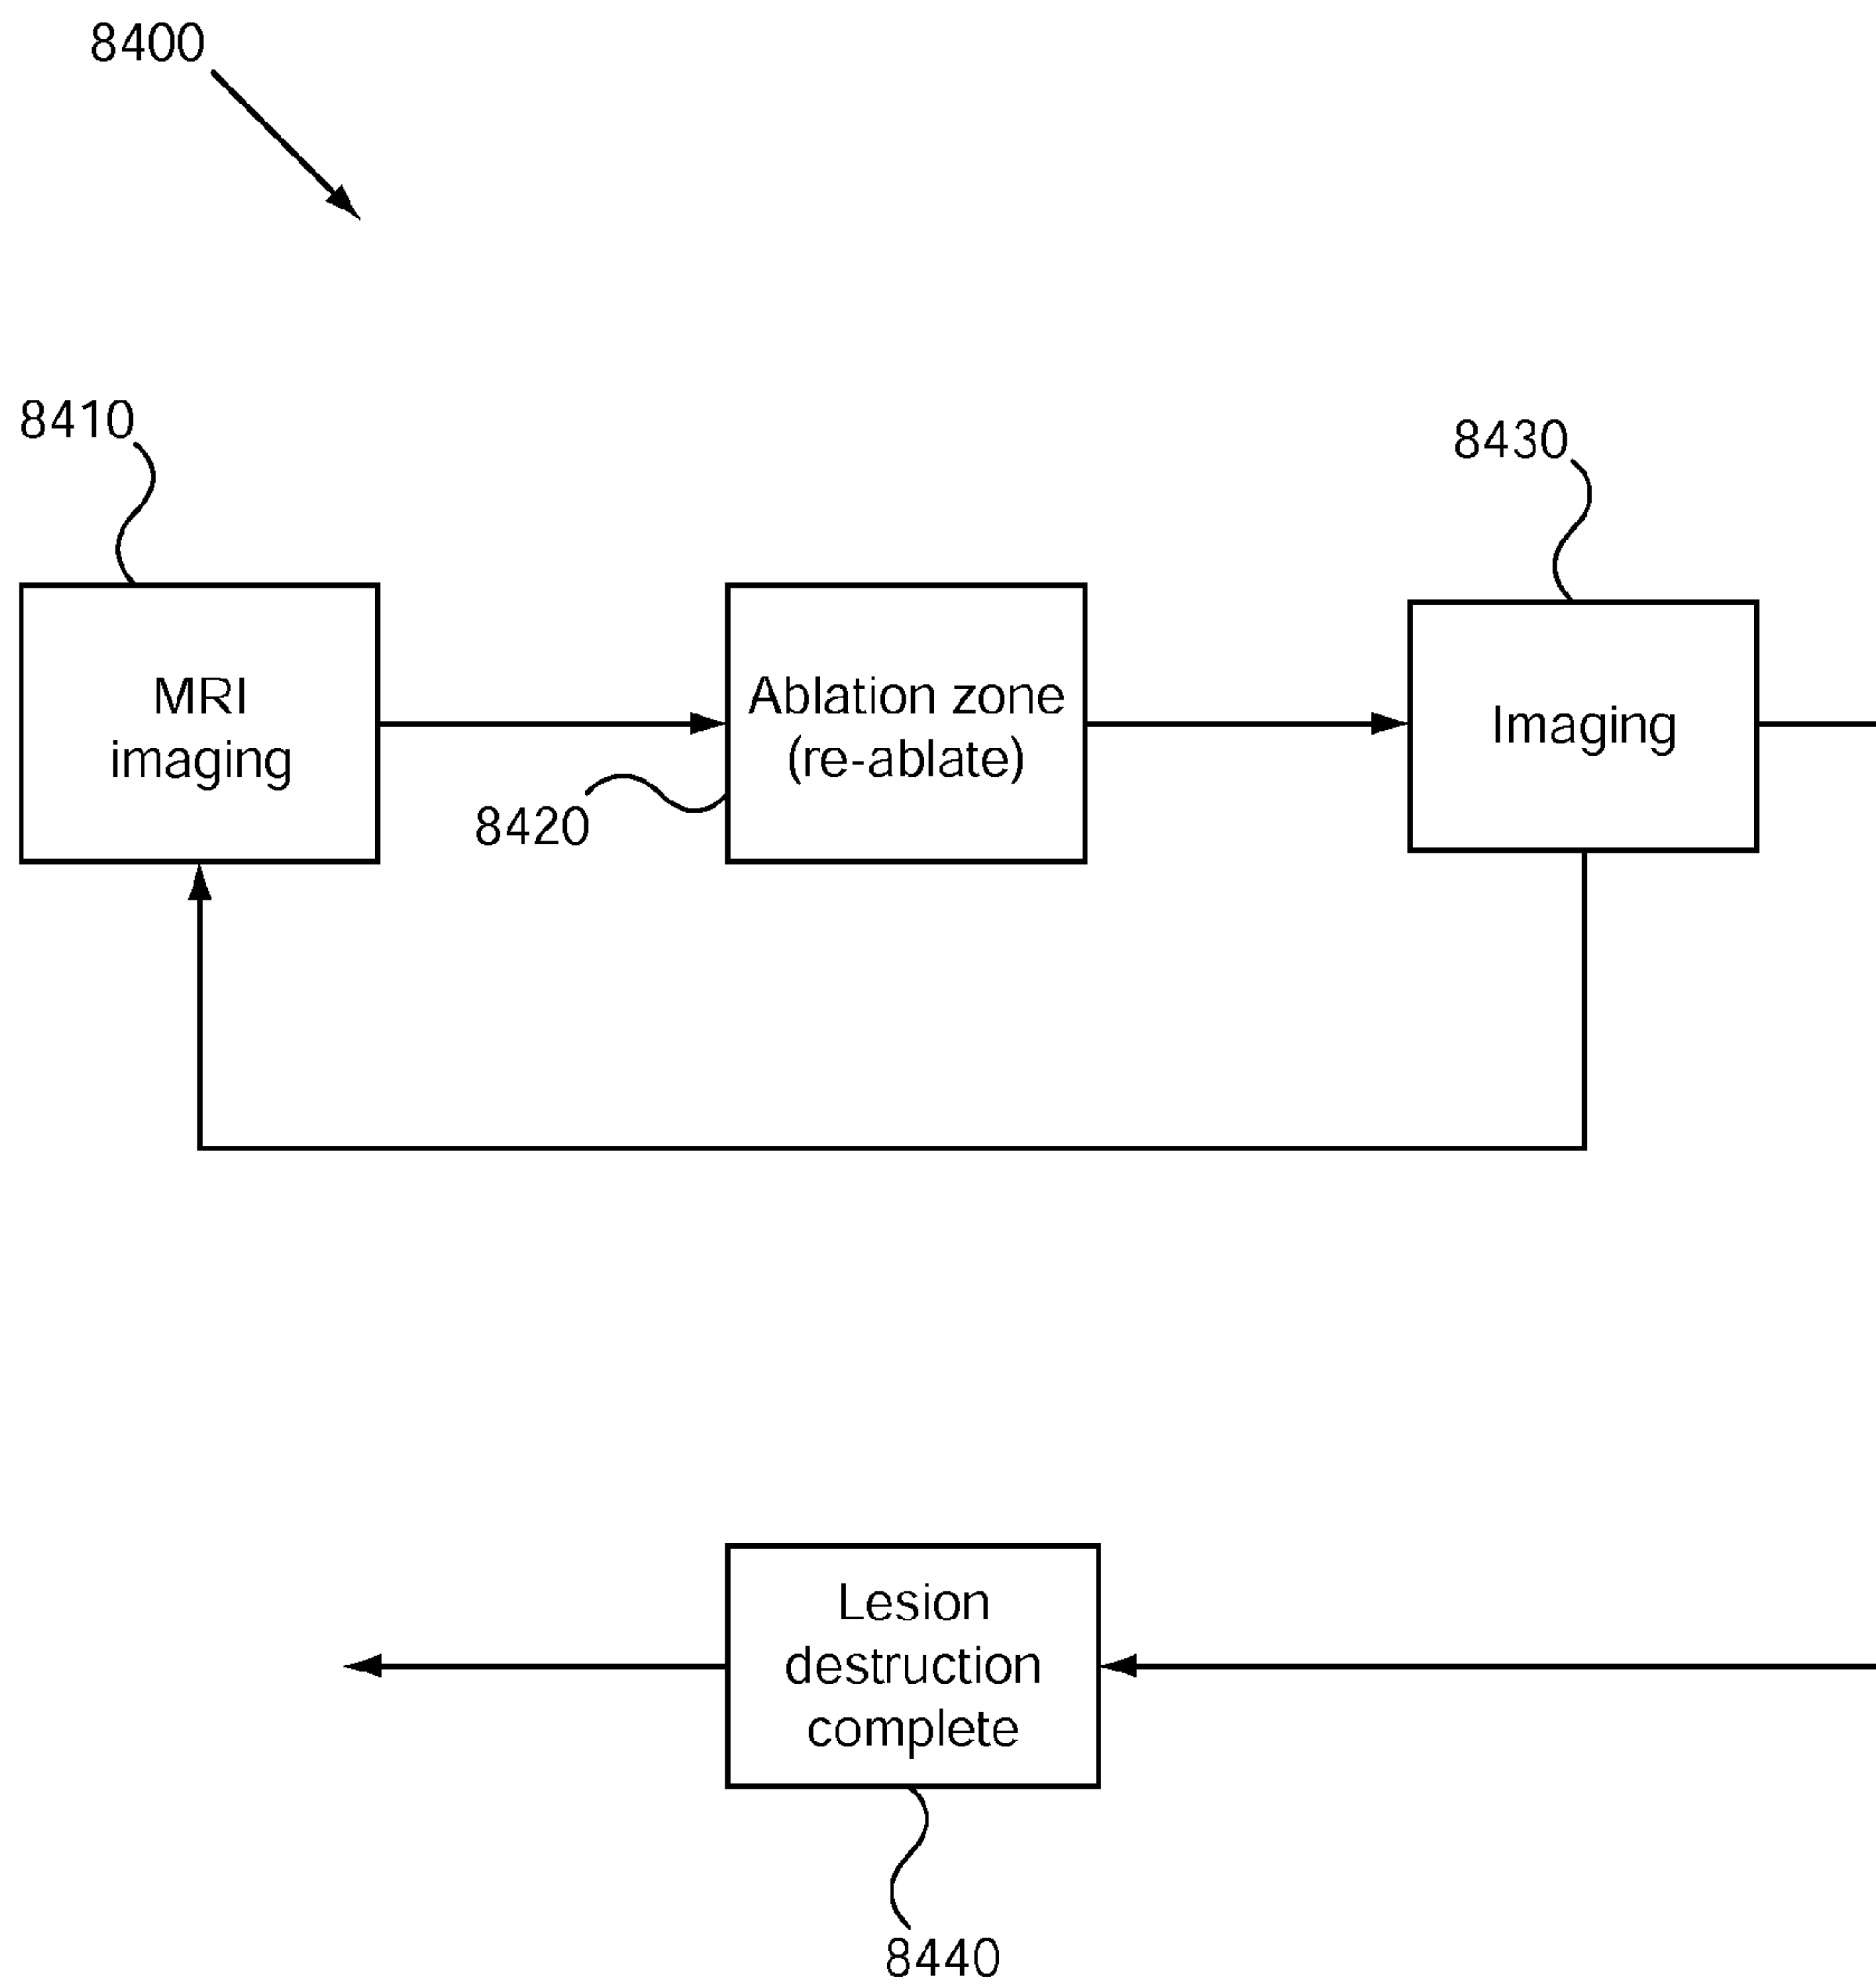 8400
8410
8430
MRI
imaging
Ablation zone
(re-ablate)
Imaging
8420
Lesion
destruction
complete
8440